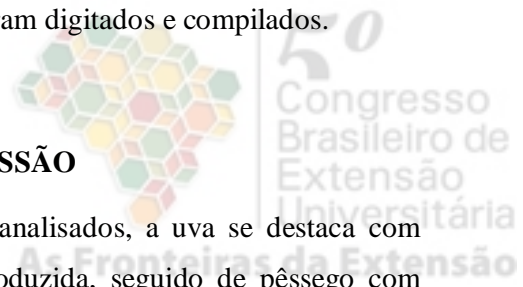 am digitados e compilados.
5º
Congresso
Brasileiro de
Extensão
Universitária
As Fronteiras da Extensão
SSÃO
analisados, a uva se destaca com
oduzida, seguido de pêssego com